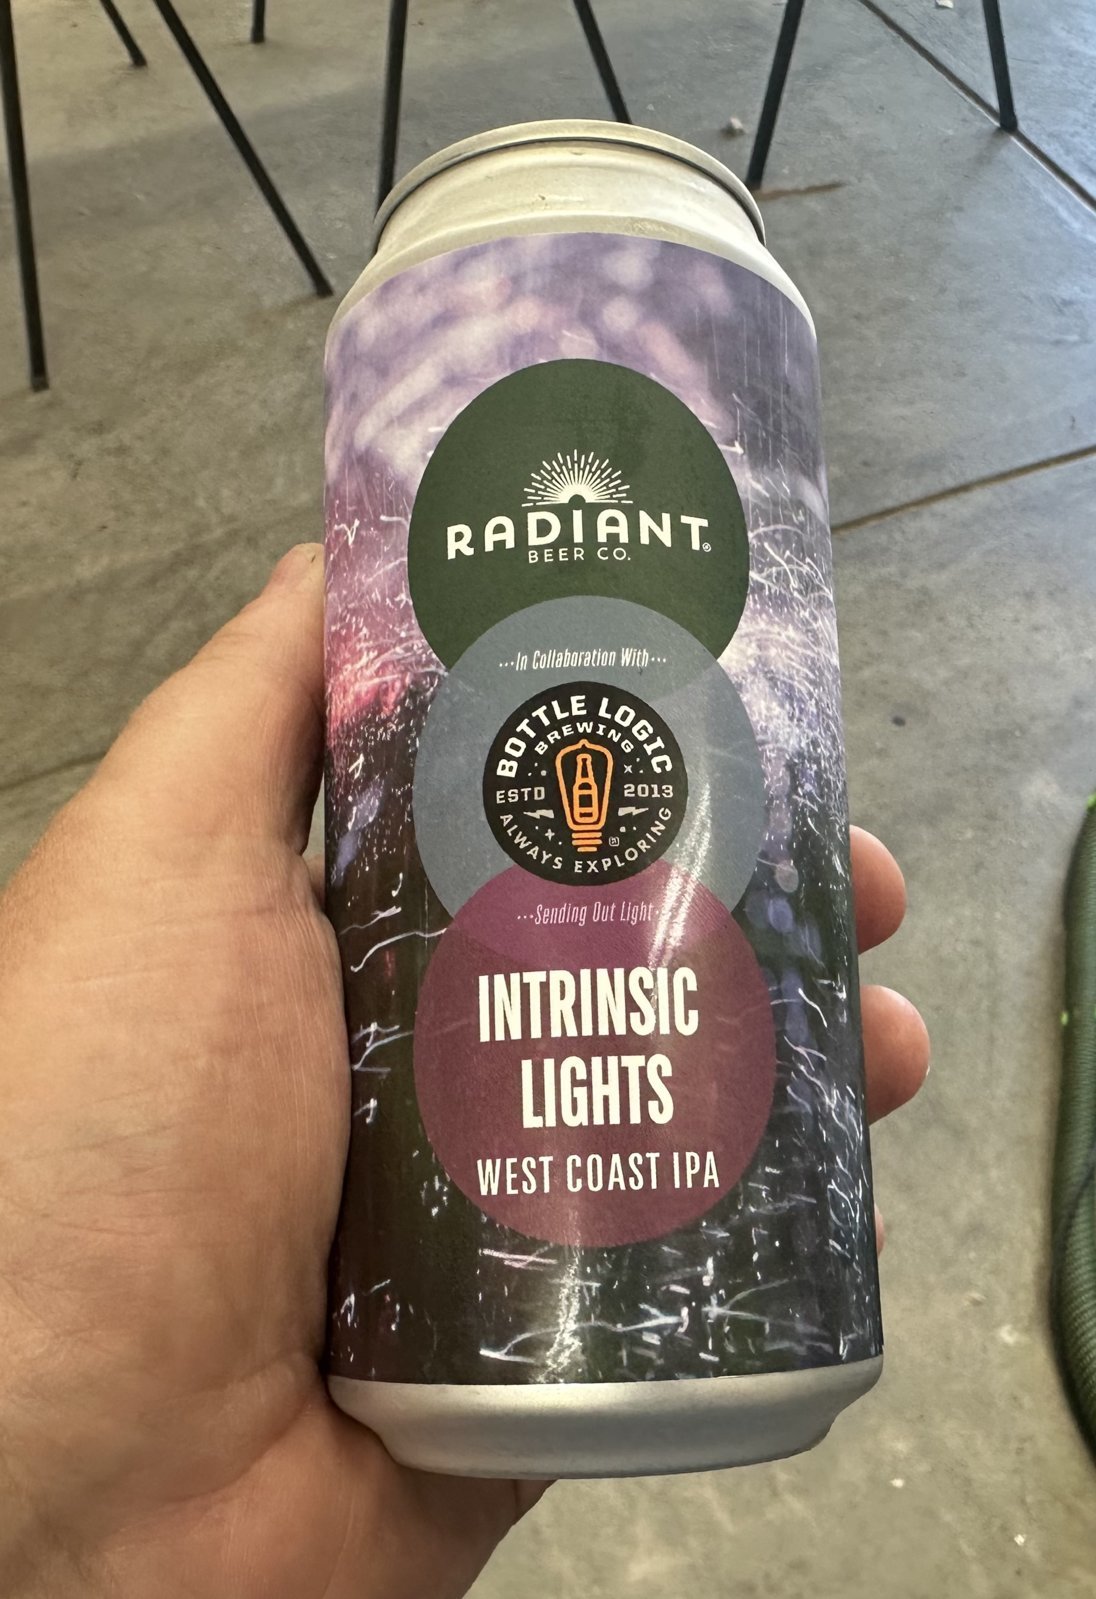 RADIANT
BEER CO.
···In Collaboration With···
BOTTLE LOGIC
BREWING
ESTD 2013
ALWAYS EXPLORING
···Sending Out Light···
INTRINSIC
LIGHTS
WEST COAST IPA